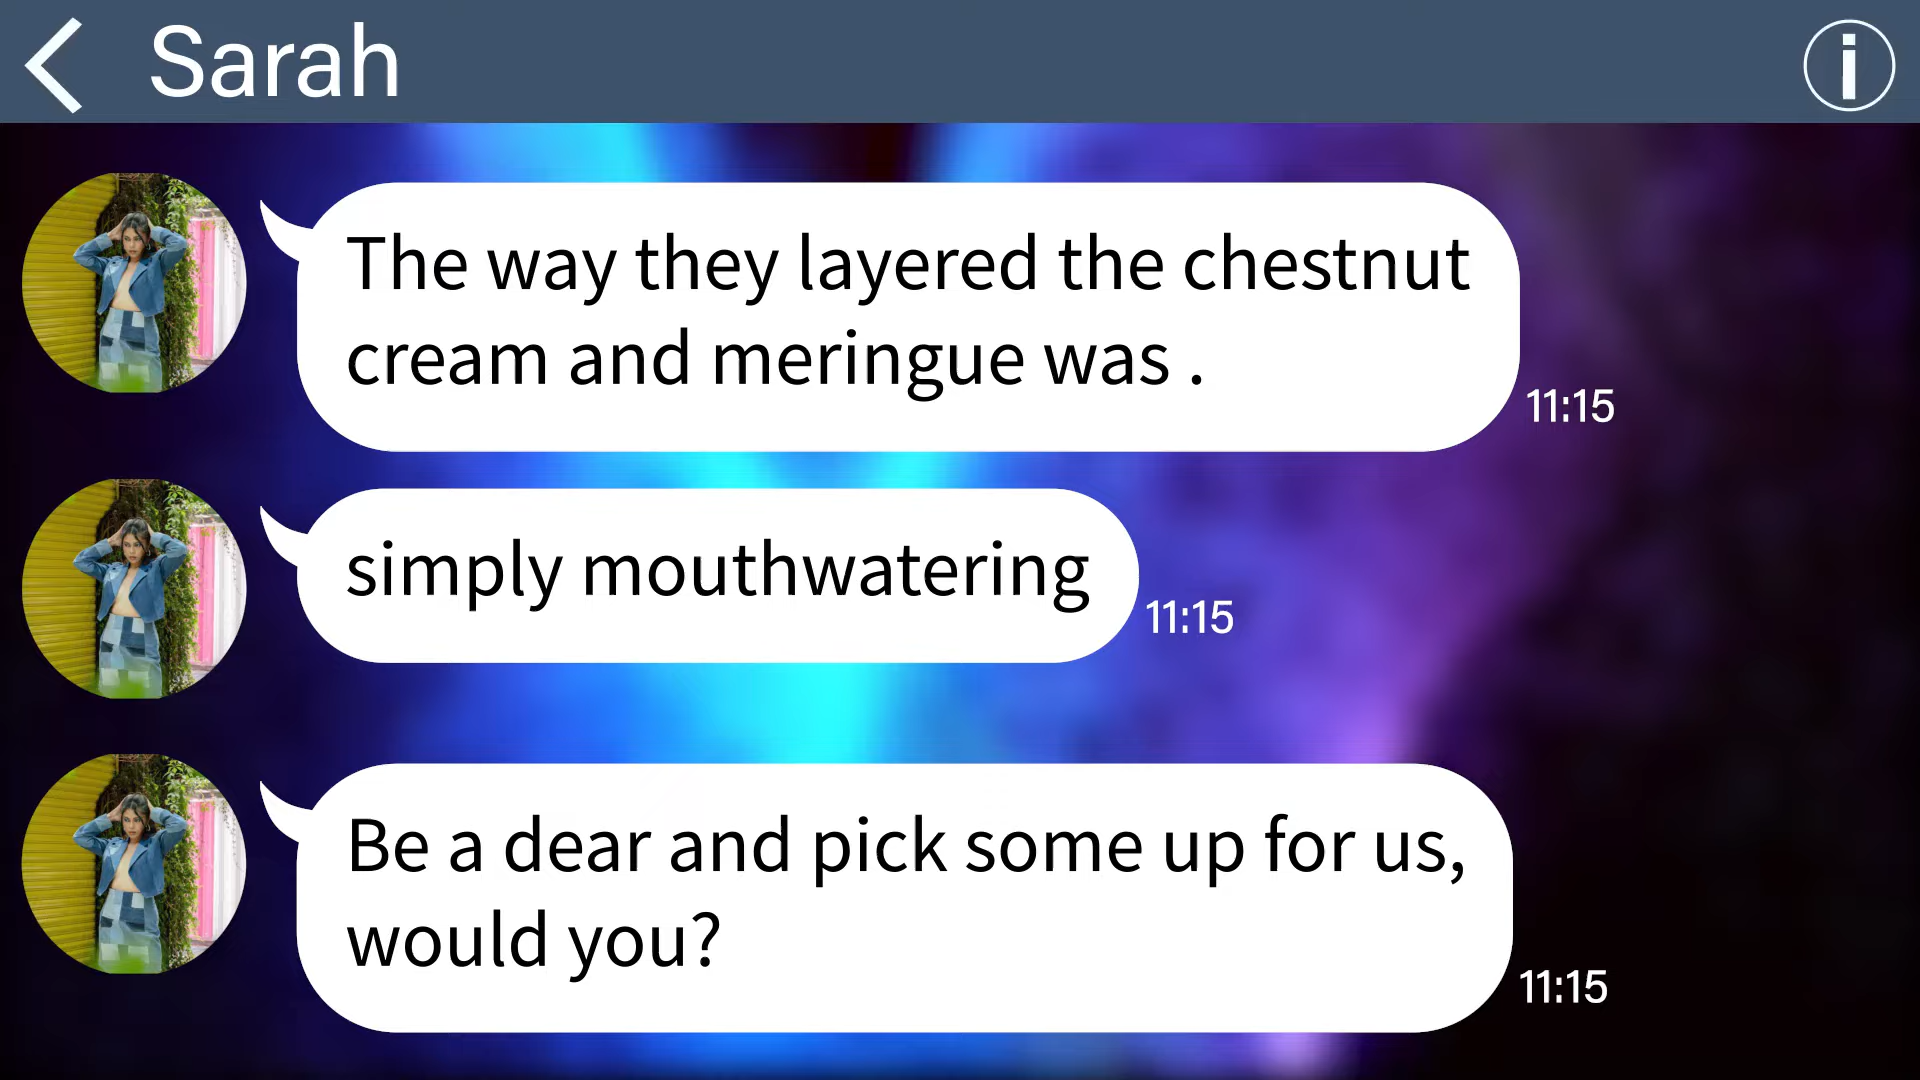 Sarah
The way they layered the chestnut
cream and meringue was .
11:15
simply mouthwatering
11:15
Be a dear and pick some up for us,
would you?
11:15